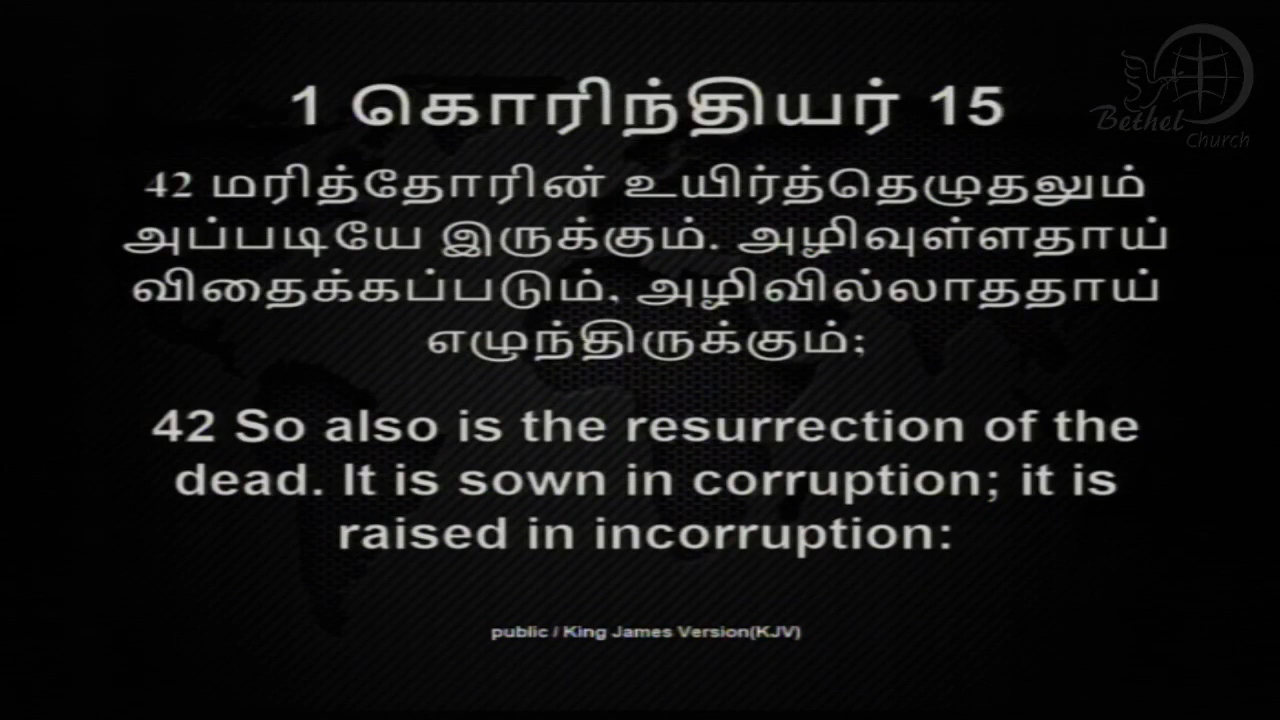 Bethel
Church
1 கொரிந்தியர் 15
42 மரித்தோரின் உயிர்த்தெழுதலும்
அப்படியே இருக்கும். அழிவுள்ளதாய்
விதைக்கப்படும், அழிவில்லாததாய்
எழுந்திருக்கும்;
42 So also is the resurrection of the
dead. It is sown in corruption; it is
raised in incorruption:
public / King James Version(KJV)